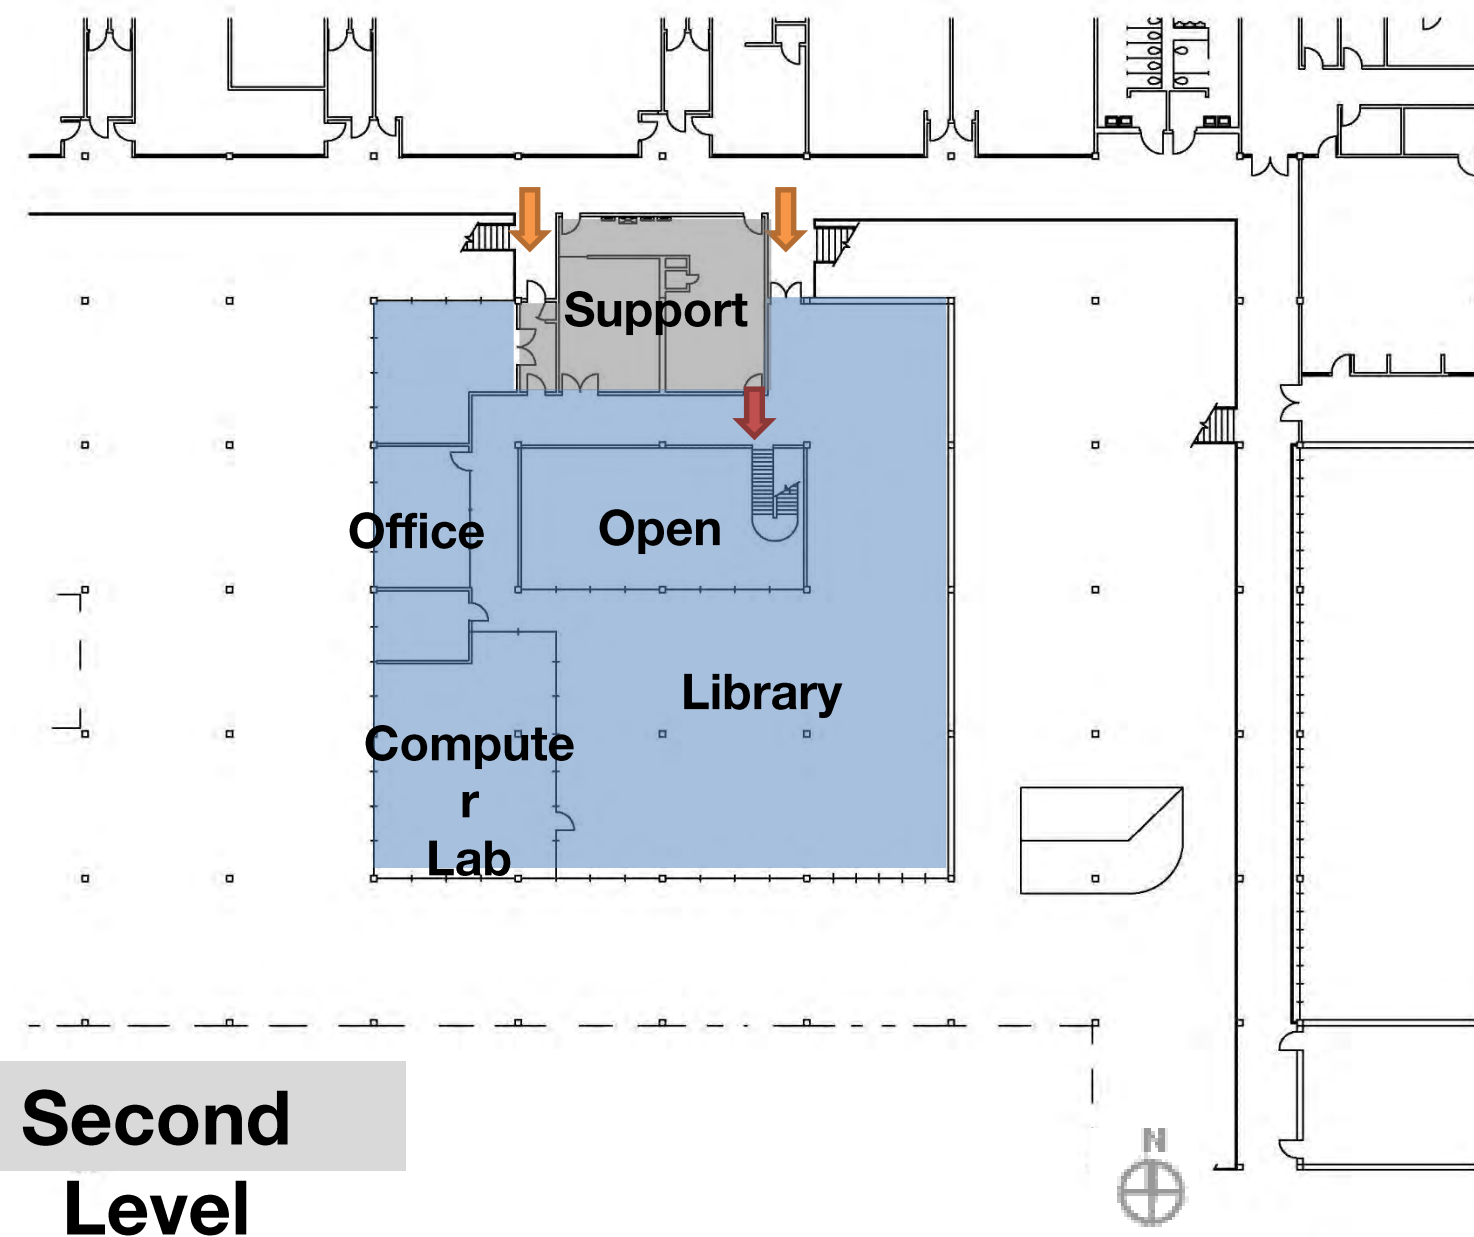 Support
Office
Open
Library
Compute
r
Lab
Second
Level
N